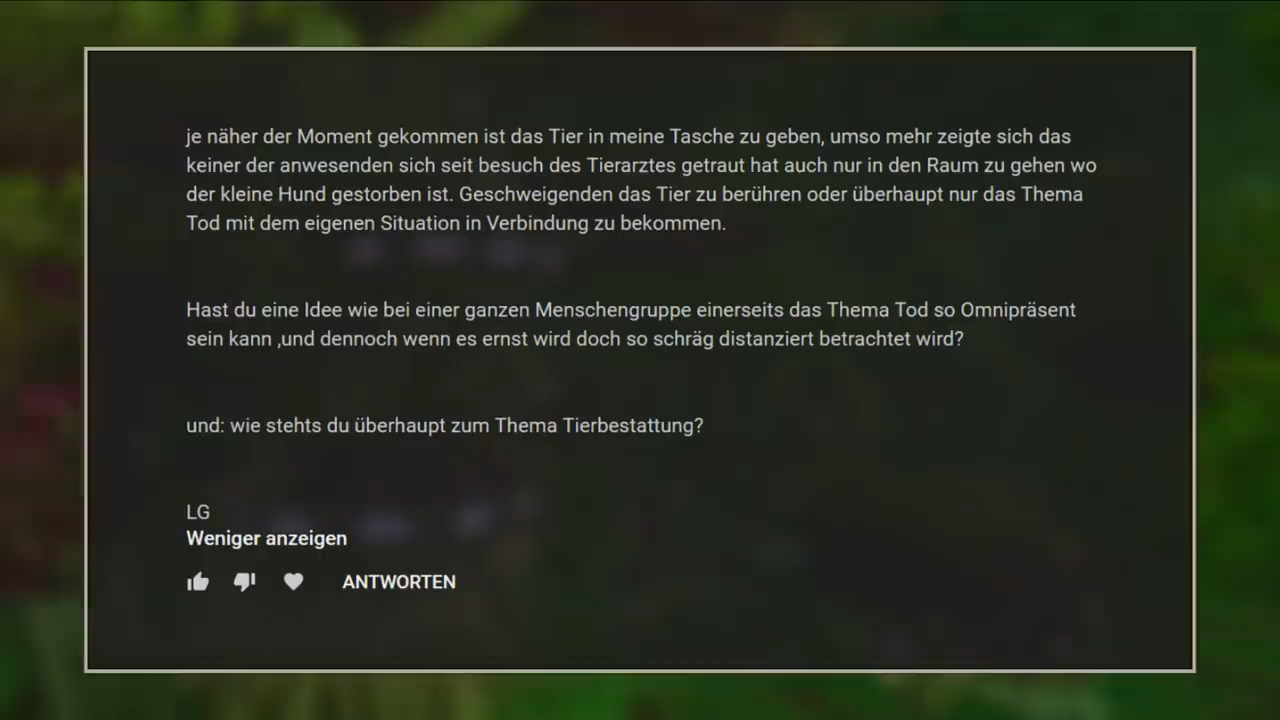 je näher der Moment gekommen ist das Tier in meine Tasche zu geben, umso mehr zeigte sich das
keiner der anwesenden sich seit besuch des Tierarztes getraut hat auch nur in den Raum zu gehen wo
der kleine Hund gestorben ist. Geschweigenden das Tier zu berühren oder überhaupt nur das Thema
Tod mit dem eigenen Situation in Verbindung zu bekommen.
Hast du eine Idee wie bei einer ganzen Menschengruppe einerseits das Thema Tod so Omnipräsent
sein kann ,und dennoch wenn es ernst wird doch so schräg distanziert betrachtet wird?
und: wie stehts du überhaupt zum Thema Tierbestattung?
LG
Weniger anzeigen
ANTWORTEN